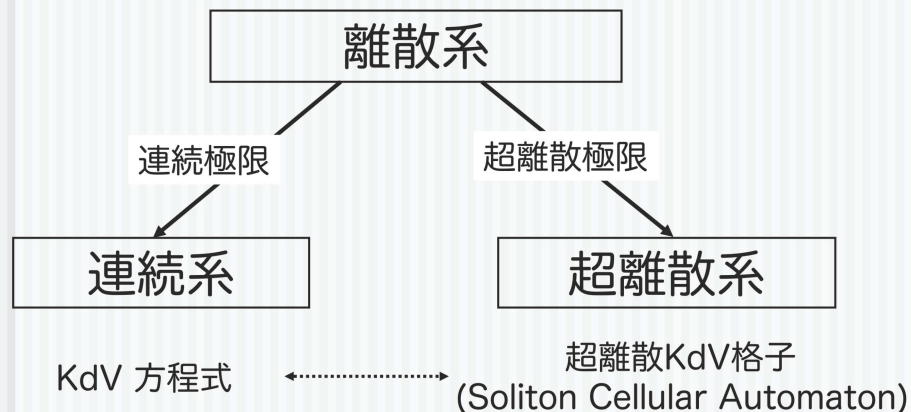 離散系
連続極限
超離散極限
連続系
超離散系
KdV 方程式
超離散KdV格子
(Soliton Cellular Automaton)